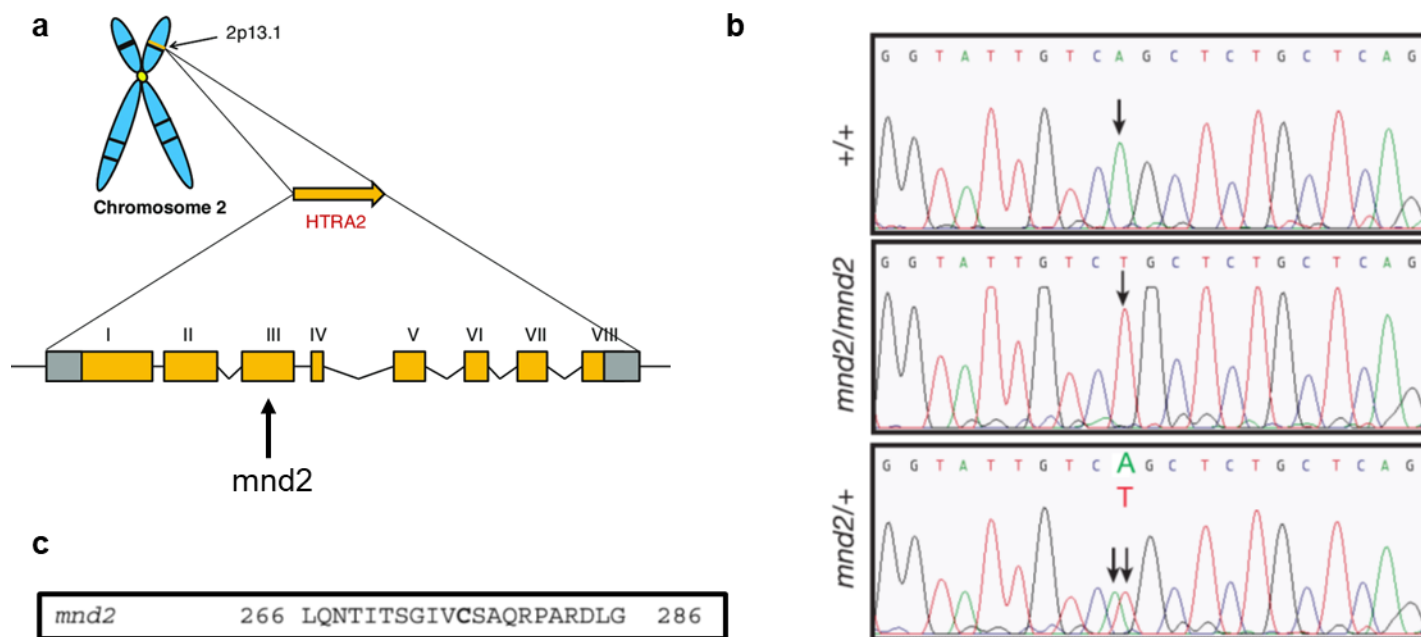 a
2p13.1
Chromosome 2
HTRA2
I II III IV V VI VII VIII
mnd2
b
+/+
G G T A T T G T C A G C T C T G C T C A G
mnd2/mnd2
G G T A T T G T C T G C T C T G C T C A G
mnd2/+
G G T A T T G T C A G C T C T G C T C A G
T
c
mnd2 266 LQNTITSGIVCSAQRPARDLG 286